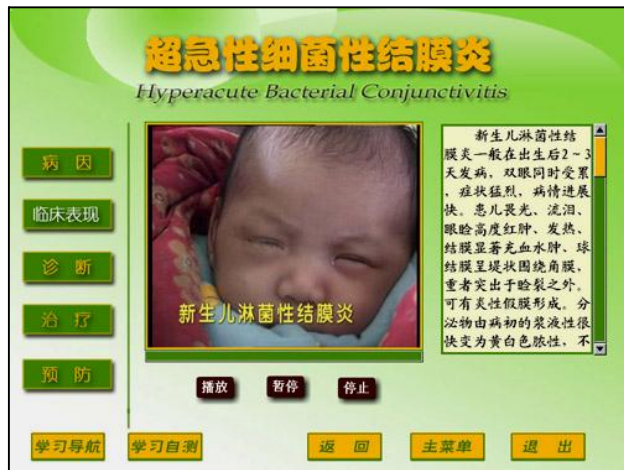 超急性细菌性结膜炎
Hyperacute Bacterial Conjunctivitis
病因
临床表现
诊断
治疗
预防
新生儿淋菌性结膜炎
新生儿淋菌性结
膜炎一般在出生后2~3
天发病，双眼同时受累
，症状猛烈，病情进展
快。患儿畏光、流泪、
眼睑高度红肿、发热、
结膜显著充血水肿、球
结膜呈堤状围绕角膜，
重者突出于睑裂之外。
可有炎性假膜形成。分
泌物由病初的浆液性很
快变为黄白色脓性，不
播放
暂停
停止
学习导航
学习自测
返回
主菜单
退出